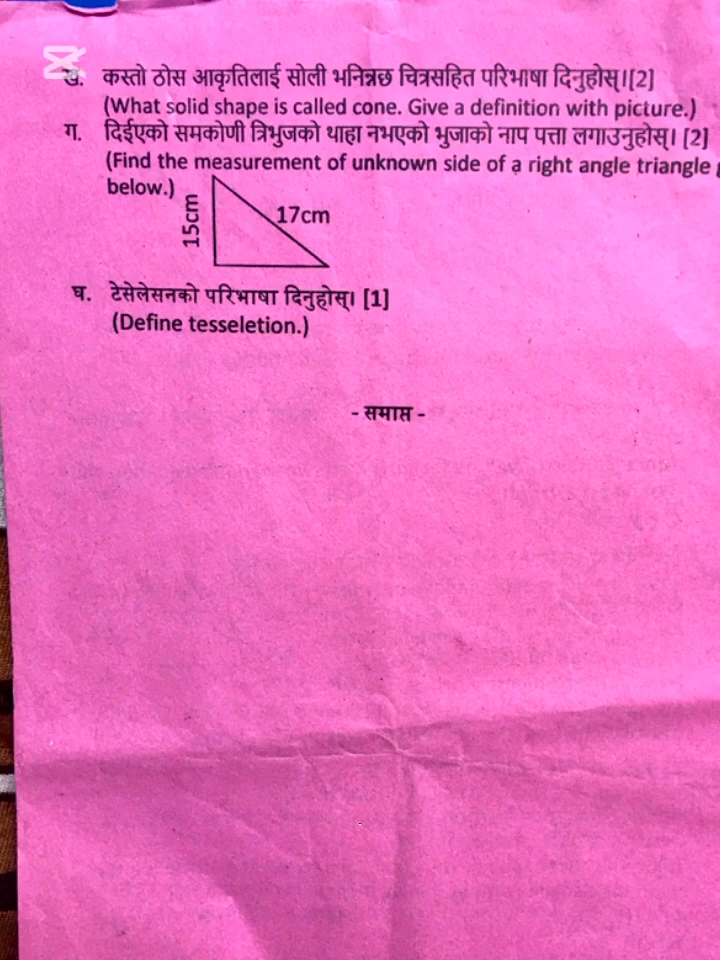 ख. कस्तो ठोस आकृतिलाई सोली भनिन्नछ चित्रसहित परिभाषा दिनुहोस्।[2]
(What solid shape is called cone. Give a definition with picture.)
ग. दिईएको समकोणी त्रिभुजको थाहा नभएको भुजाको नाप पत्ता लगाउनुहोस्। [2]
(Find the measurement of unknown side of a right angle triangle
below.)
15cm
17cm
घ. टेसेलेसनको परिभाषा दिनुहोस्। [1]
(Define tesseletion.)
- समाप्त -